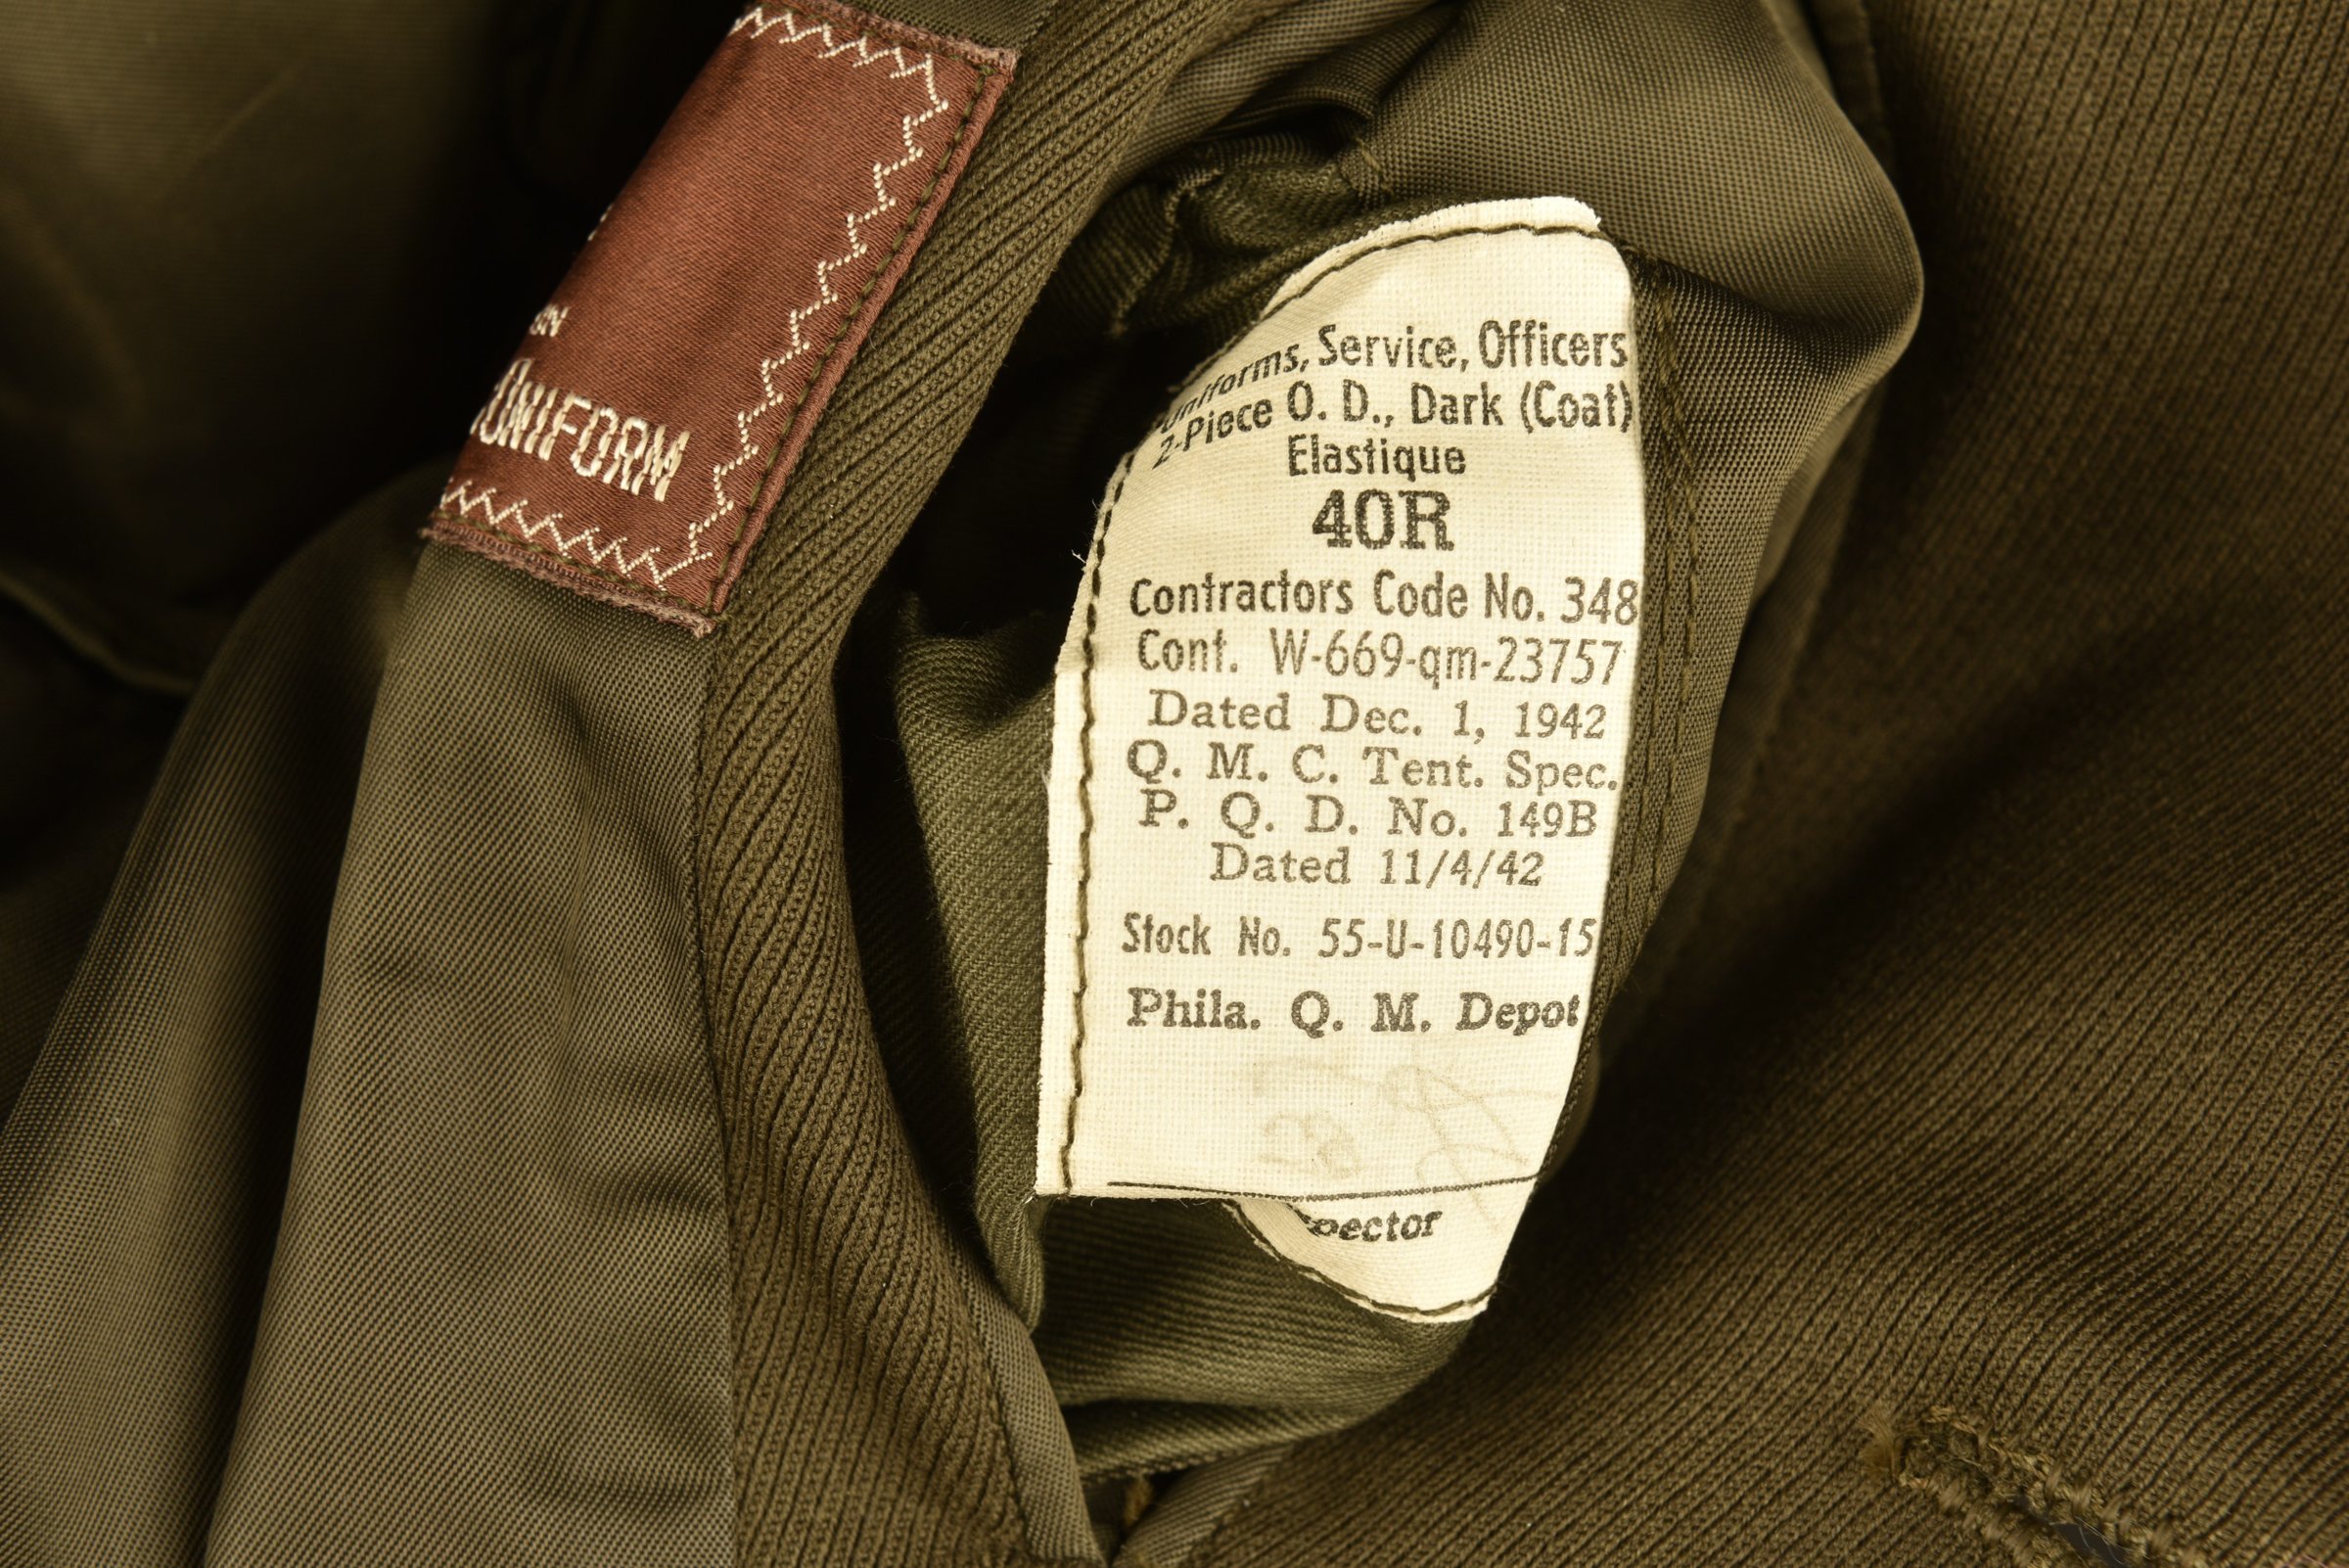 UNIFORM
Uniforms, Service, Officers
2-Piece O. D., Dark (Coat)
Elastique
40R
Contractors Code No. 348
Cont. W-669-qm-23757
Dated Dec. 1, 1942
Q. M. C. Tent. Spec.
P. Q. D. No. 149B
Dated 11/4/42
Stock No. 55-U-10490-15
Phila. Q. M. Depot
pector